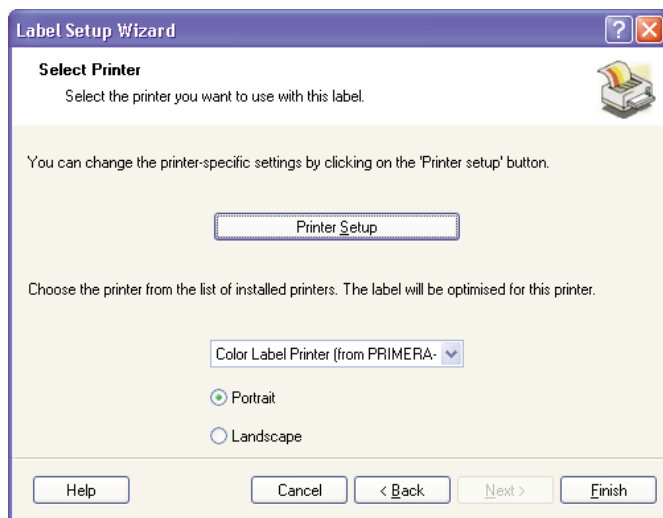 Label Setup Wizard
?
X
Select Printer
Select the printer you want to use with this label.
You can change the printer-specific settings by clicking on the 'Printer setup' button.
Printer Setup
Choose the printer from the list of installed printers. The label will be optimised for this printer.
Color Label Printer (from PRIMERA-
Portrait
Landscape
Help Cancel < Back Next > Finish